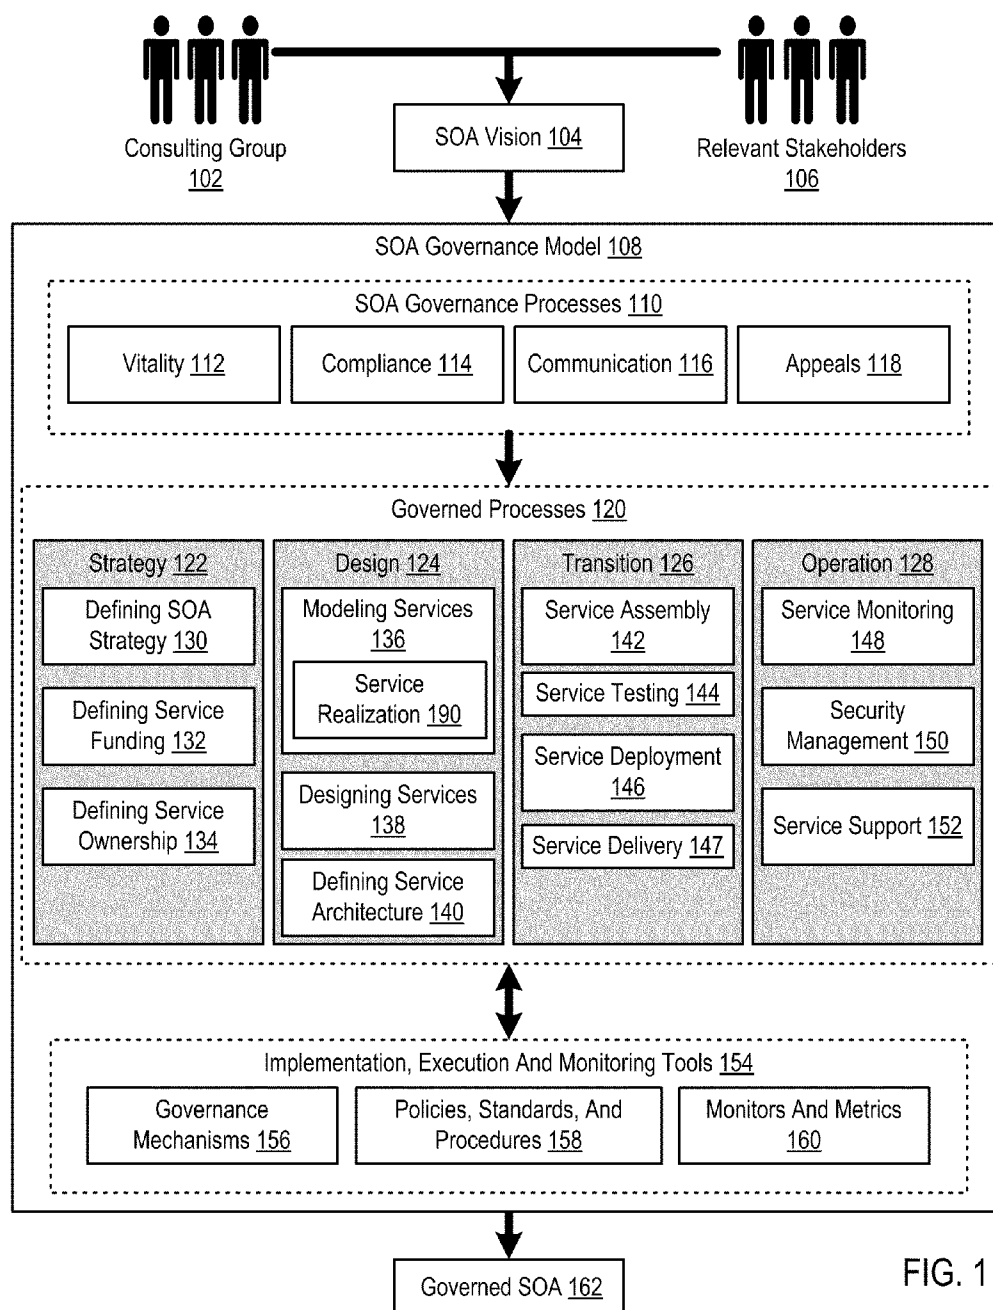 Consulting Group
102
SOA Vision 104
Relevant Stakeholders
106
SOA Governance Model 108
SOA Governance Processes 110
Vitality 112
Compliance 114
Communication 116
Appeals 118
Governed Processes 120
Strategy 122
Defining SOA
Strategy 130
Defining Service
Funding 132
Defining Service
Ownership 134
Design 124
Modeling Services
136
Service
Realization 190
Designing Services
138
Defining Service
Architecture 140
Transition 126
Service Assembly
142
Service Testing 144
Service Deployment
146
Service Delivery 147
Operation 128
Service Monitoring
148
Security
Management 150
Service Support 152
Implementation, Execution And Monitoring Tools 154
Governance
Mechanisms 156
Policies, Standards, And
Procedures 158
Monitors And Metrics
160
Governed SOA 162
FIG. 1